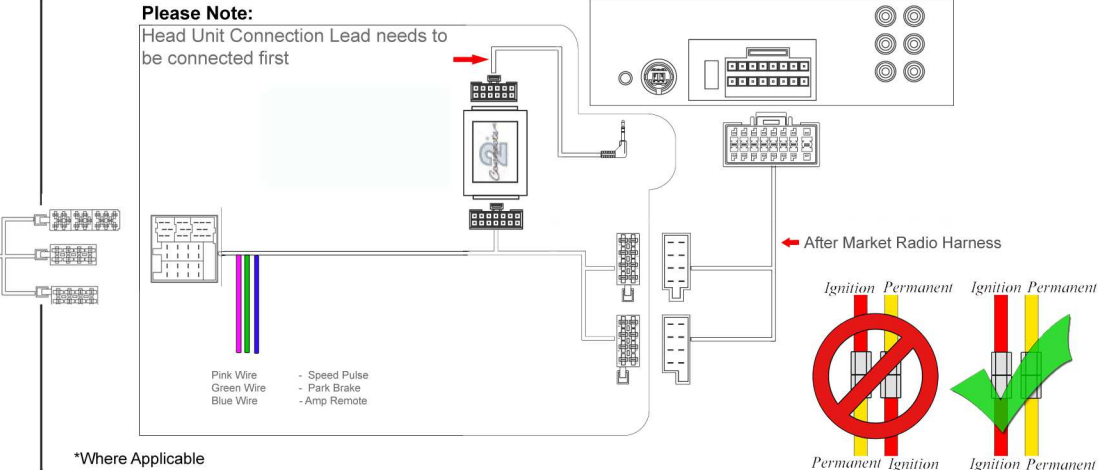 Please Note:
Head Unit Connection Lead needs to
be connected first
After Market Radio Harness
Ignition Permanent Ignition Permanent
Pink Wire - Speed Pulse
Green Wire - Park Brake
Blue Wire - Amp Remote
*Where Applicable
Permanent Ignition Ignition Permanent